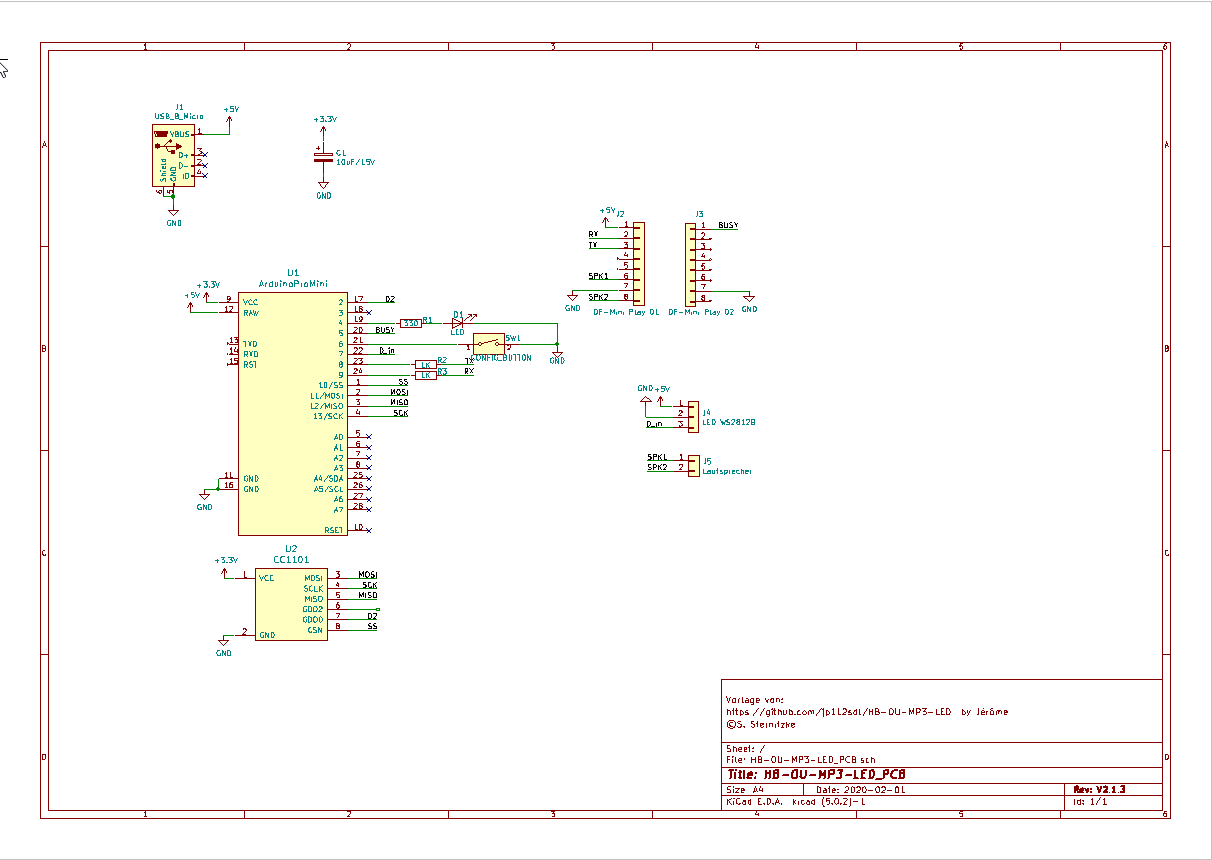 1 2 3 4 5 6
A
B
C
D
J1
USB_B_Micro
VBUS 1
D+ 3
D- 2
ID 4
Shield
GND
6 5
+5V
GND
+3.3V
+
C1
10uF/15V
GND
+5V J2
1
RX 2
TX 3
4
5
SPK1 6
7
SPK2 8
GND
DF-Mini Play 01
J3
1 BUSY
2
3
4
5
6
7
8
GND
DF-Mini Play 02
U1
ArduinoProMini
+3.3V
+5V
9 VCC
12 RAW
13 TXD
14 RXD
15 RST
11 GND
16 GND
GND
2 17 D2
3 18
4 19
5 20 BUSY
6 21
7 22 D_in
8 23
9 24
10/SS 1 SS
11/MOSI 2 MOSI
12/MISO 3 MISO
13/SCK 4 SCK
A0 5
A1 6
A2 7
A3 8
A4/SDA 25
A5/SCL 26
A6 27
A7 28
RSET 10
330 R1
D1
LED
SW1
1 2
CONFIG_BUTTON
GND
1K R2 TX
1K R3 RX
GND +5V
1
2
D_in 3
J4
LED WS2812B
SPK1 1
SPK2 2
J5
Lautsprecher
U2
CC1101
+3.3V
1 VCC
2 GND
GND
MOSI 3 MOSI
SCLK 4 SCK
MISO 5 MISO
GDO2 6
GDO0 7 D2
CSN 8 SS
Vorlage von:
https://github.com/jp112sdl/HB-OU-MP3-LED by Jérôme
©S. Sternitzke
Sheet: /
File: HB-OU-MP3-LED_PCB.sch
Title: HB-OU-MP3-LED_PCB
Size: A4 Date: 2020-02-01 Rev: V2.1.3
KiCad E.D.A. kicad (5.0.2)-1 Id: 1/1
1 2 3 4 5 6
A
B
C
D